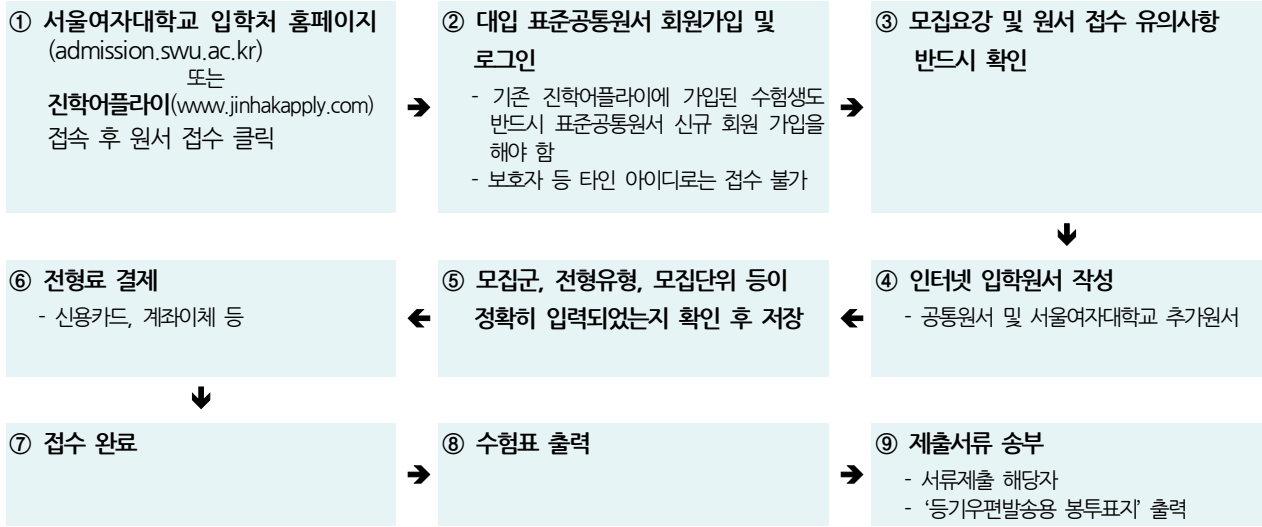 ① 서울여자대학교 입학처 홈페이지
(admission.swu.ac.kr)
또는
진학어플라이(www.jinhakapply.com)
접속 후 원서 접수 클릭
➔
② 대입 표준공통원서 회원가입 및
로그인
- 기존 진학어플라이에 가입된 수험생도
반드시 표준공통원서 신규 회원 가입을
해야 함
- 보호자 등 타인 아이디로는 접수 불가
➔
③ 모집요강 및 원서 접수 유의사항
반드시 확인
④ 인터넷 입학원서 작성
- 공통원서 및 서울여자대학교 추가원서
⑤ 모집군, 전형유형, 모집단위 등이
정확히 입력되었는지 확인 후 저장
⑥ 전형료 결제
- 신용카드, 계좌이체 등
⑦ 접수 완료
➔
⑧ 수험표 출력
➔
⑨ 제출서류 송부
- 서류제출 해당자
- ‘등기우편발송용 봉투표지’ 출력